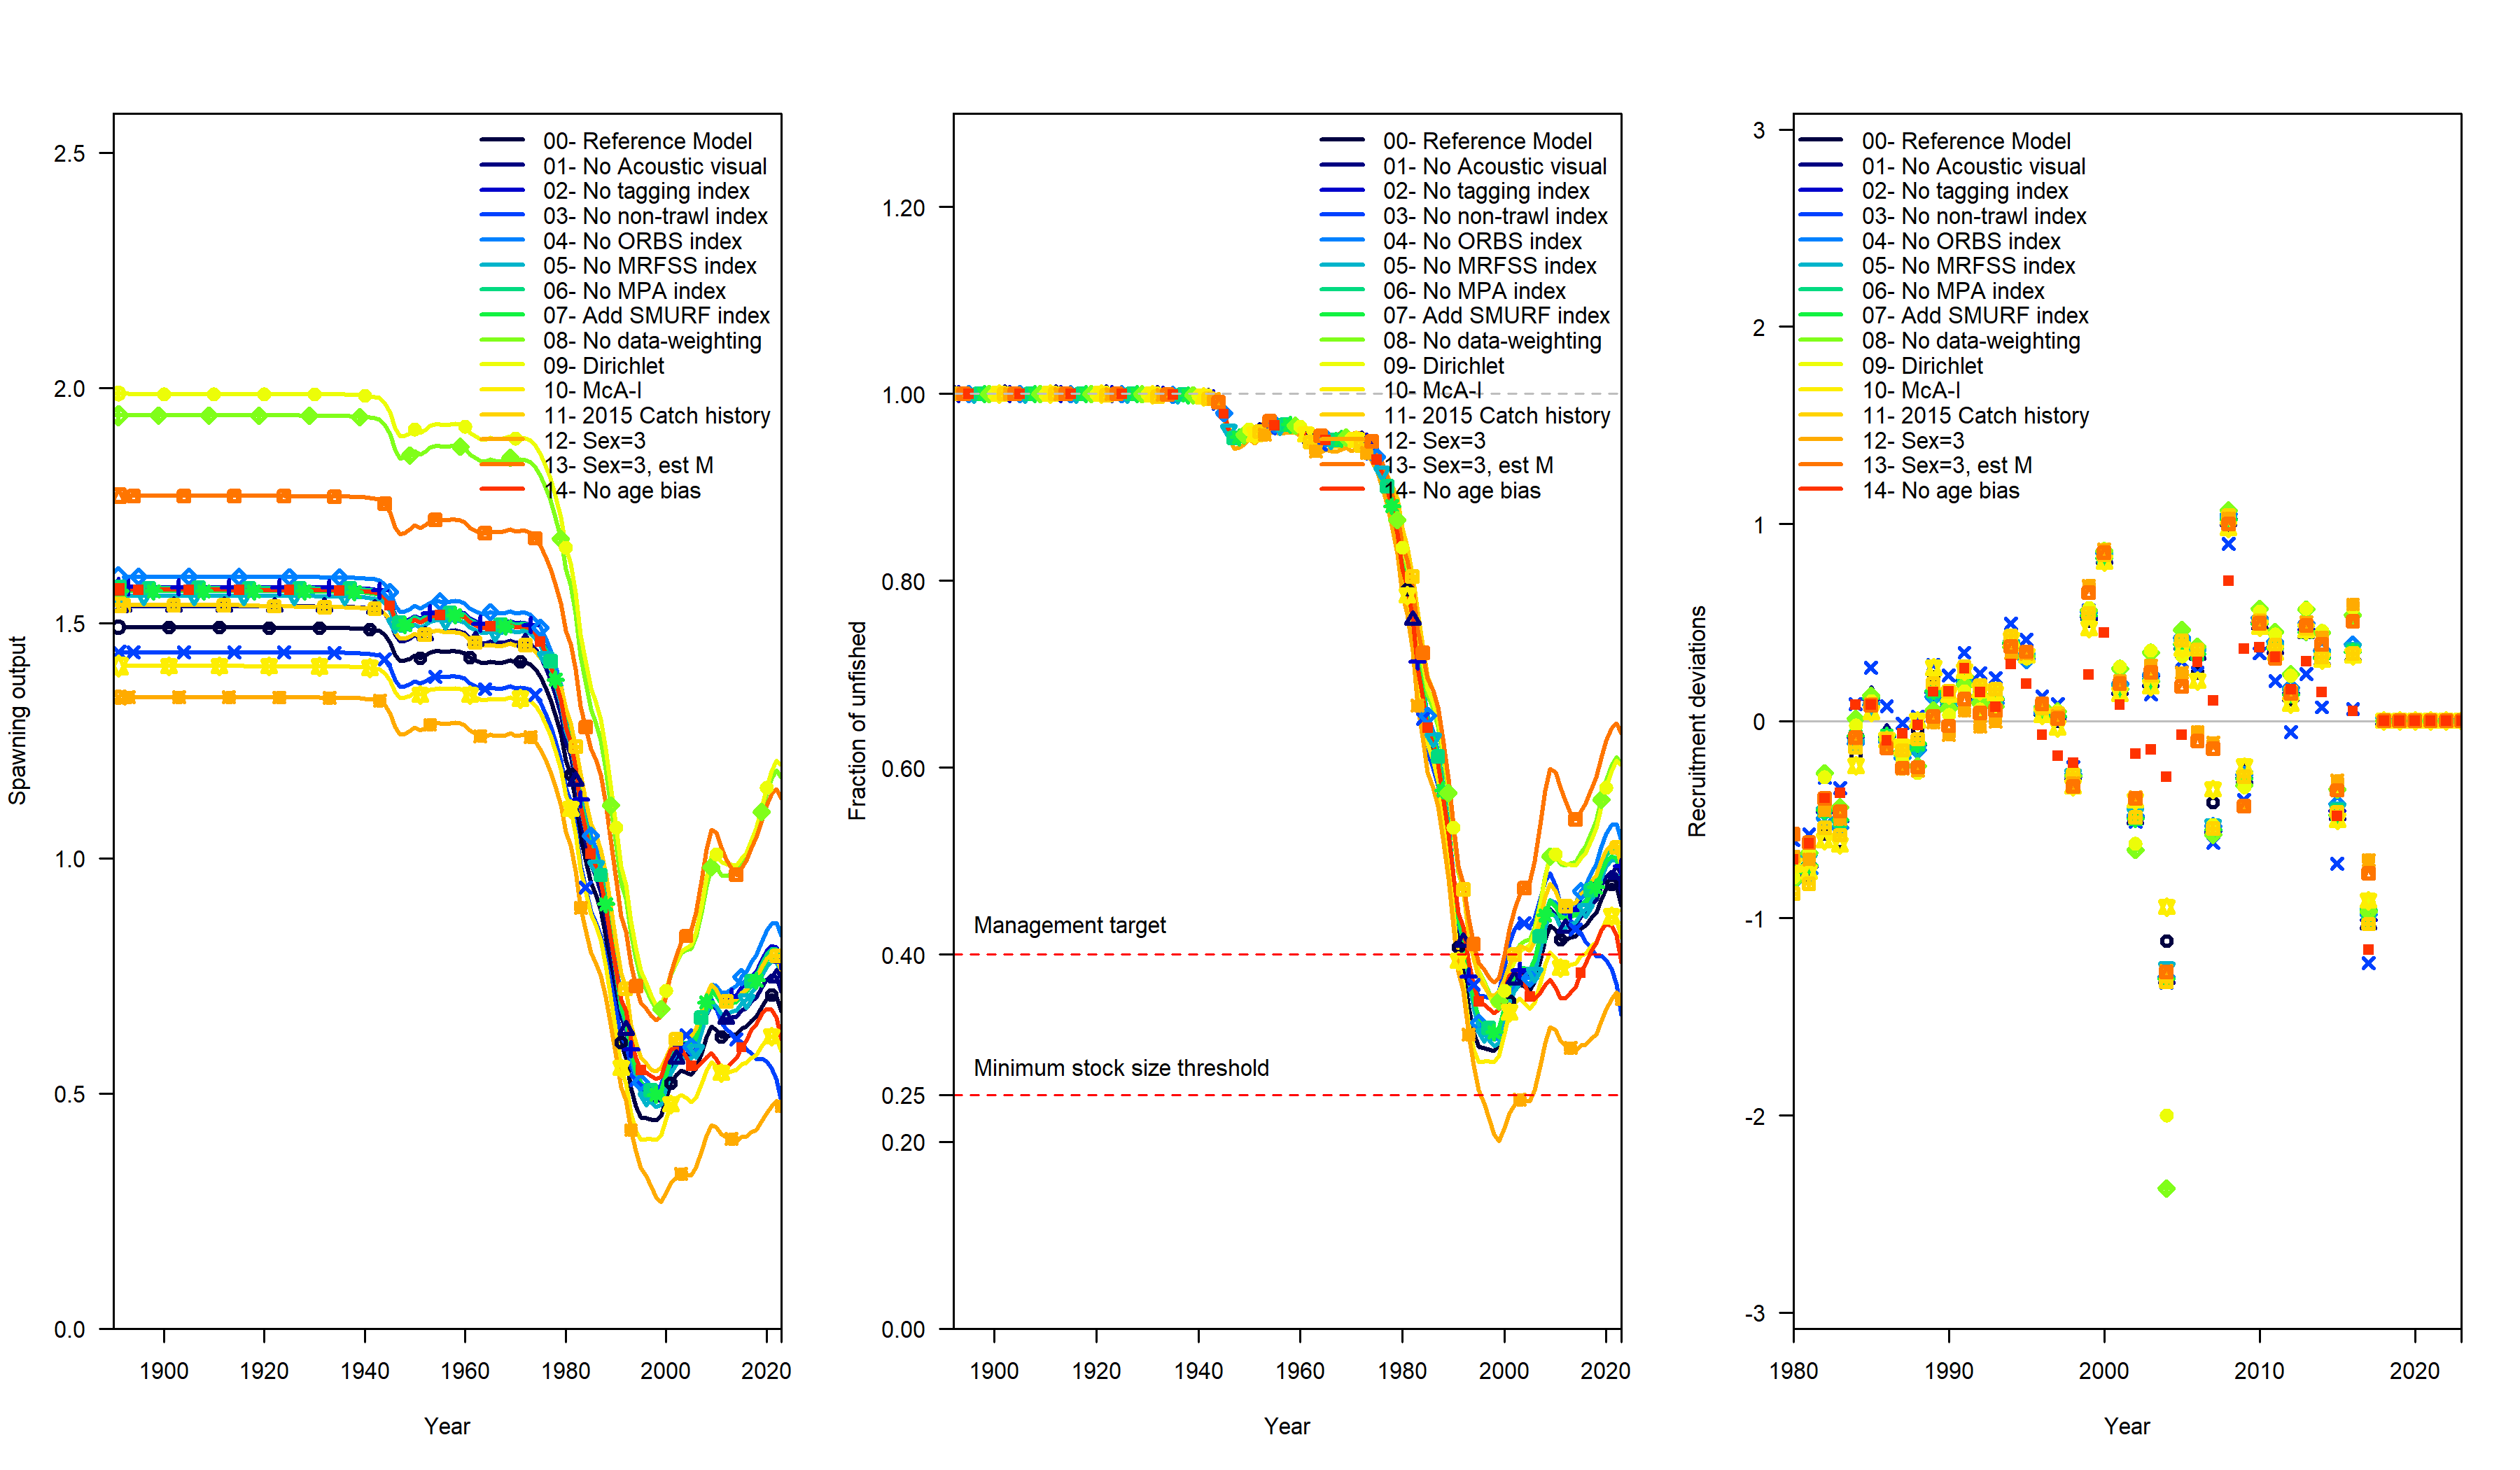 Spawning output
2.5
2.0
1.5
1.0
0.5
0.0
1900 1920 1940 1960 1980 2000 2020
Year
00- Reference Model
01- No Acoustic visual
02- No tagging index
03- No non-trawl index
04- No ORBS index
05- No MRFSS index
06- No MPA index
07- Add SMURF index
08- No data-weighting
09- Dirichlet
10- McA-I
11- 2015 Catch history
12- Sex=3
13- Sex=3, est M
14- No age bias
Fraction of unfished
1.20
1.00
0.80
0.60
0.40
0.25
0.20
0.00
1900 1920 1940 1960 1980 2000 2020
Year
00- Reference Model
01- No Acoustic visual
02- No tagging index
03- No non-trawl index
04- No ORBS index
05- No MRFSS index
06- No MPA index
07- Add SMURF index
08- No data-weighting
09- Dirichlet
10- McA-I
11- 2015 Catch history
12- Sex=3
13- Sex=3, est M
14- No age bias
Management target
Minimum stock size threshold
Recruitment deviations
3
2
1
0
-1
-2
-3
1980 1990 2000 2010 2020
Year
00- Reference Model
01- No Acoustic visual
02- No tagging index
03- No non-trawl index
04- No ORBS index
05- No MRFSS index
06- No MPA index
07- Add SMURF index
08- No data-weighting
09- Dirichlet
10- McA-I
11- 2015 Catch history
12- Sex=3
13- Sex=3, est M
14- No age bias